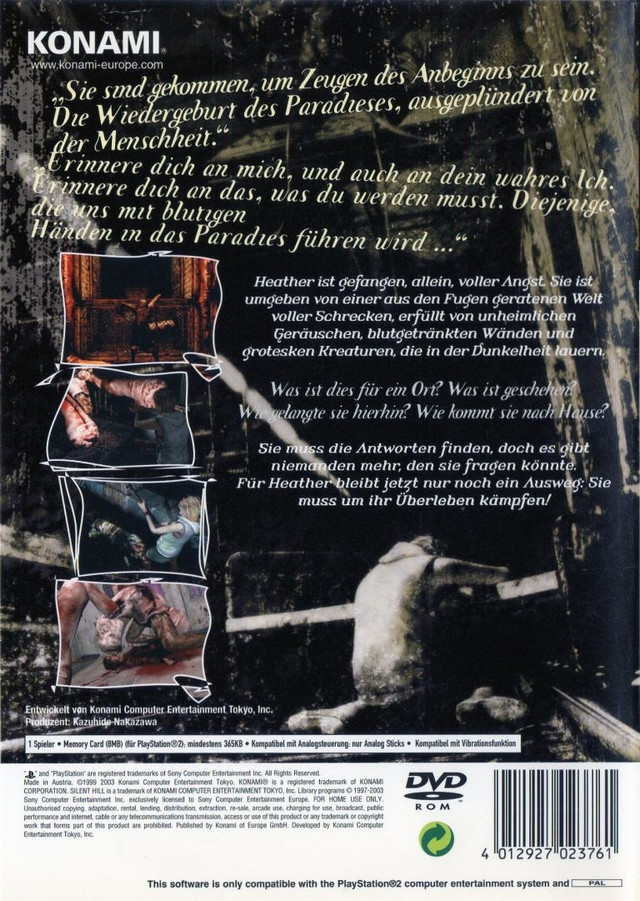 KONAMI
www.konami-europe.com
„Sie sind gekommen, um Zeugen des Anbeginns zu sein.
Die Wiedergeburt des Paradieses, ausgeplündert von
der Menschheit.“
„Erinnere dich an mich, und auch an dein wahres Ich.
Erinnere dich an das, was du werden musst. Diejenige,
die uns mit blutigen
Händen in das Paradies führen wird ...“
Heather ist gefangen, allein, voller Angst. Sie ist
umgeben von einer aus den Fugen geratenen Welt
voller Schrecken, erfüllt von unheimlichen
Geräuschen, blutgetränkten Wänden und
grotesken Kreaturen, die in der Dunkelheit lauern.
Was ist dies für ein Ort? Was ist geschehen?
Wie gelangte sie hierhin? Wie kommt sie nach Hause?
Sie muss die Antworten finden, doch es gibt
niemanden mehr, den sie fragen könnte.
Für Heather bleibt jetzt nur noch ein Ausweg: Sie
muss um ihr Überleben kämpfen!
Entwickelt von Konami Computer Entertainment Tokyo, Inc.
Produzent: Kazuhide Nakazawa
1 Spieler • Memory Card (8MB) (für PlayStation®2): mindestens 365KB • Kompatibel mit Analogsteuerung: nur Analog Sticks • Kompatibel mit Vibrationsfunktion
and "PlayStation" are registered trademarks of Sony Computer Entertainment Inc. All Rights Reserved.
Made in Austria. ©1999 2003 Konami Computer Entertainment Tokyo. KONAMI® is a registered trademark of KONAMI
CORPORATION. SILENT HILL is a trademark of KONAMI COMPUTER ENTERTAINMENT TOKYO, Inc. Library programs © 1997-2003
Sony Computer Entertainment Inc. exclusively licensed to Sony Computer Entertainment Europe. FOR HOME USE ONLY.
Unauthorised copying, adaptation, rental, lending, distribution, extraction, re-sale, arcade use, charging for use, broadcast, public
performance and internet, cable or any telecommunications transmission, access or use of this product or any trademark or copyright
work that forms part of this product are prohibited. Published by Konami of Europe GmbH. Developed by Konami Computer
Entertainment Tokyo, Inc.
DVD
ROM
4 012927 023761
This software is only compatible with the PlayStation®2 computer entertainment system and PAL